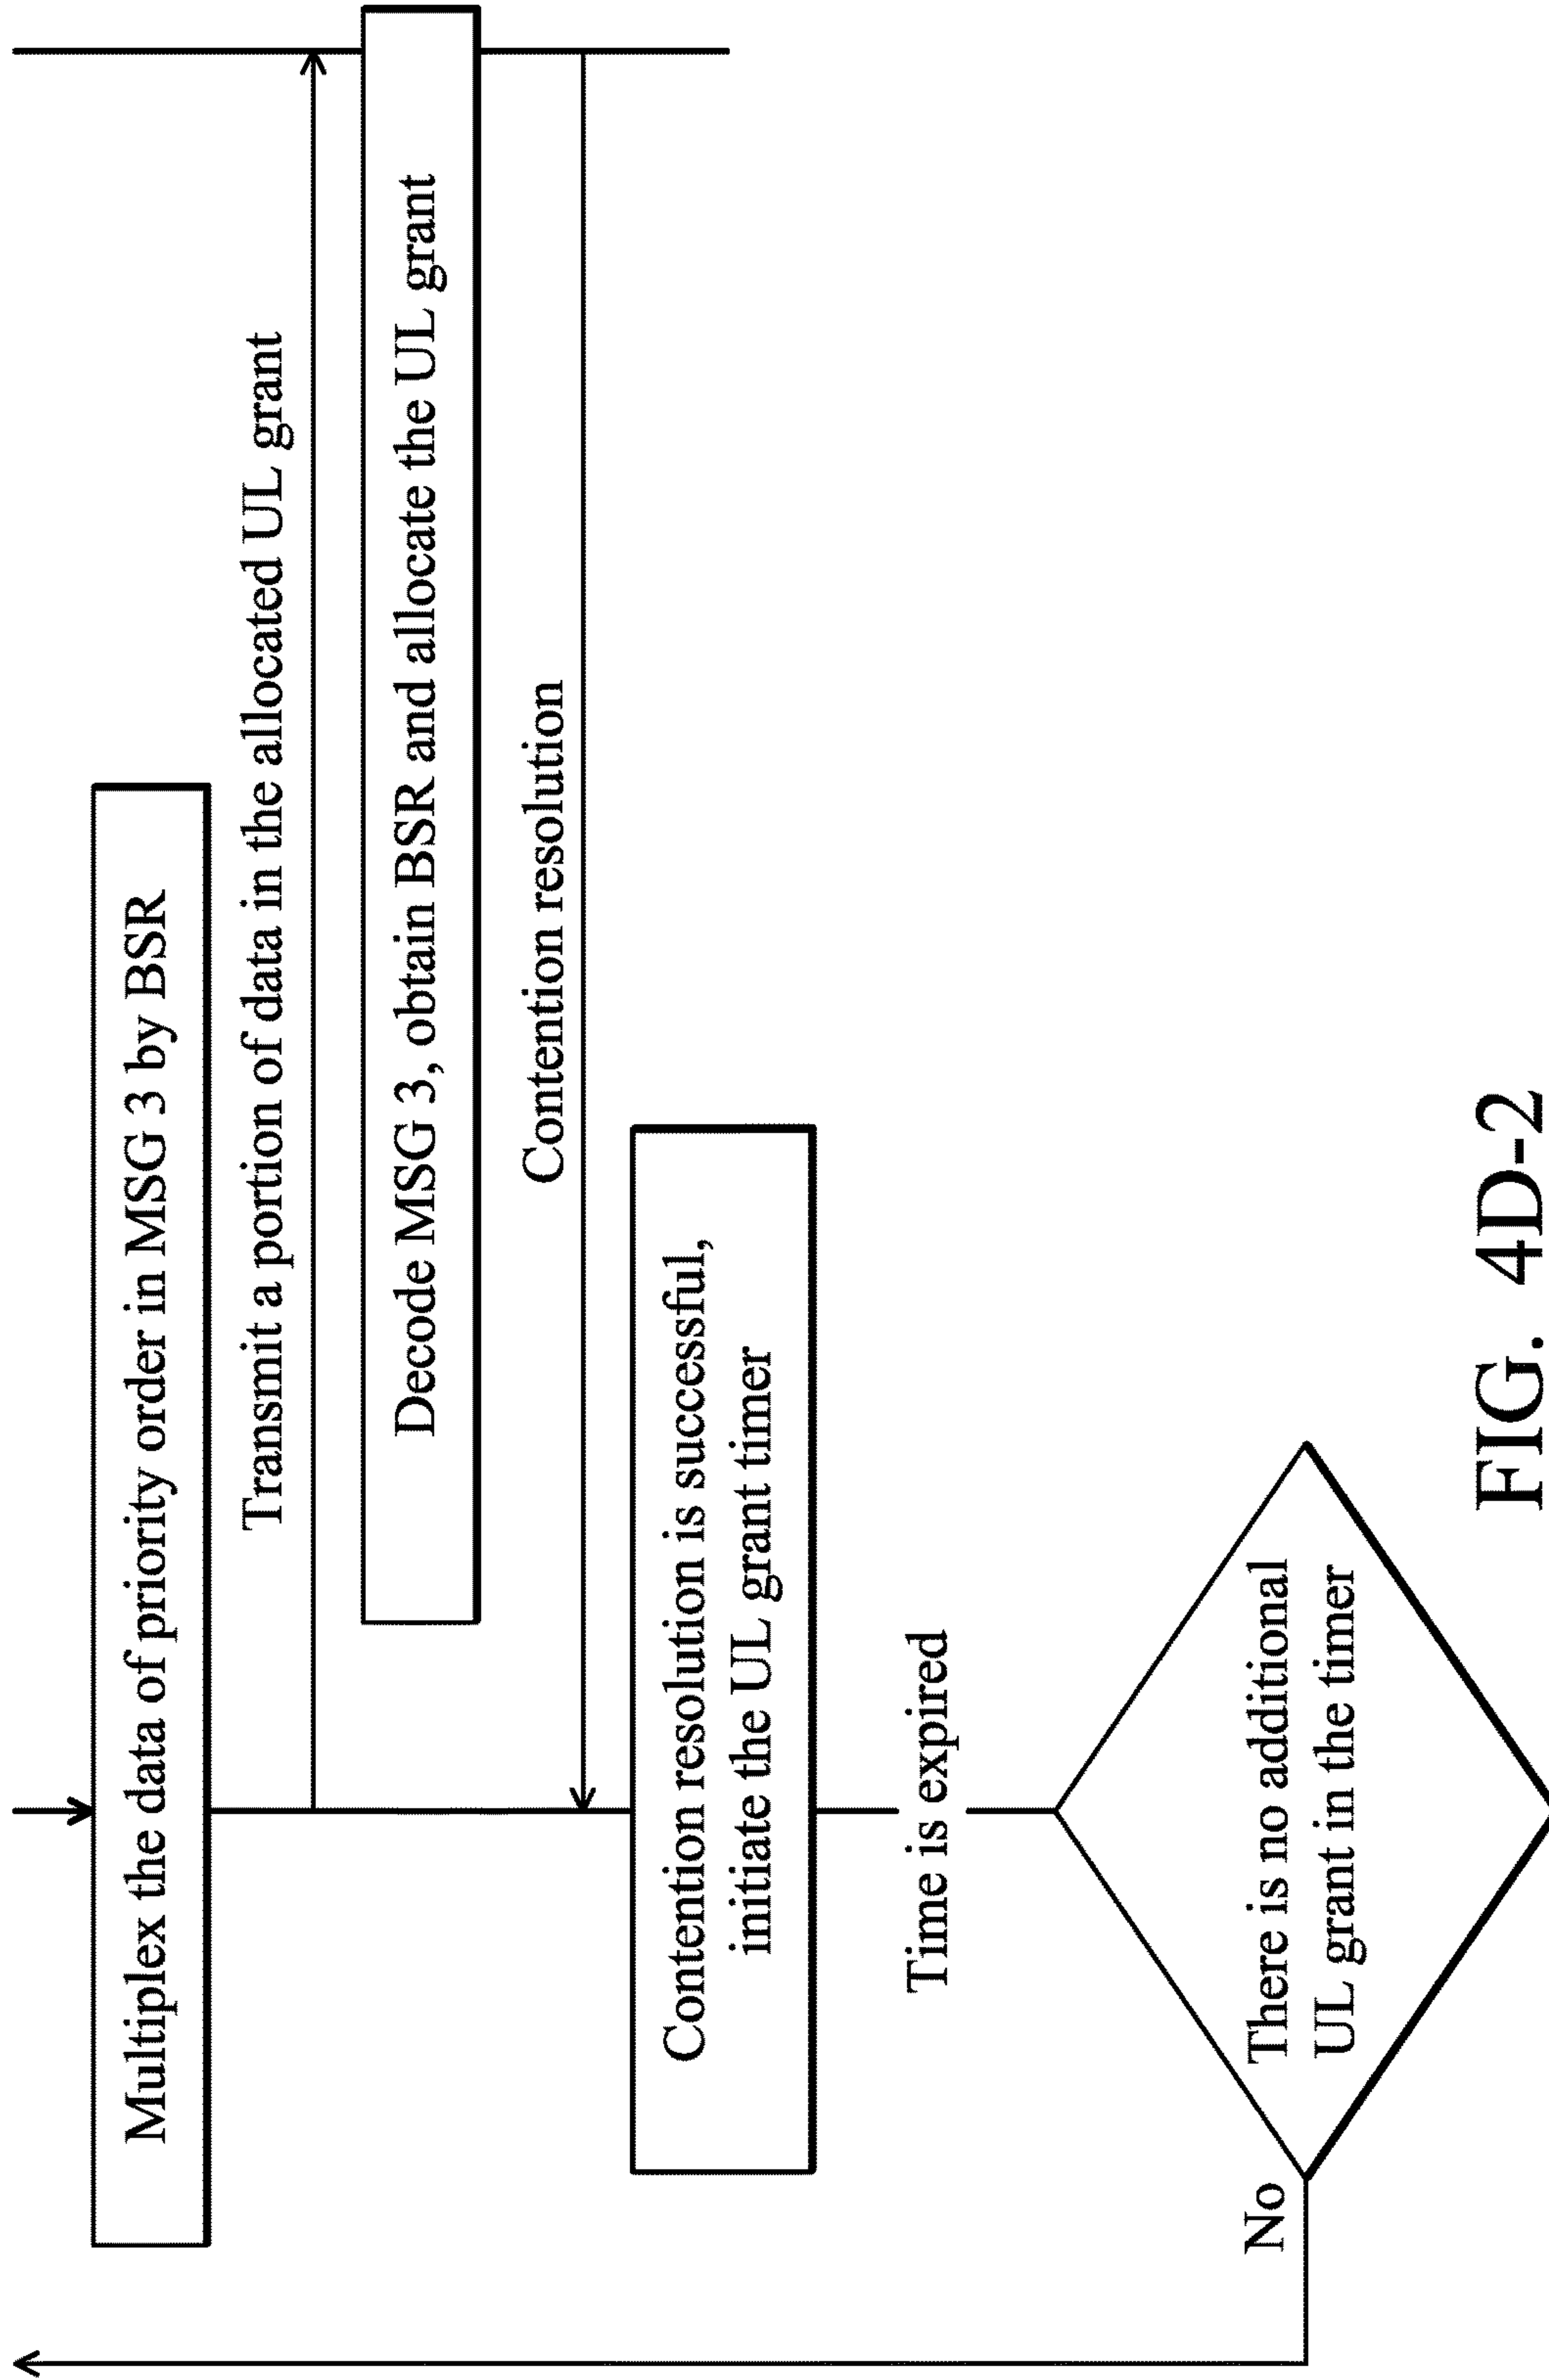 Multiplex the data of priority order in MSG 3 by BSR
Transmit a portion of data in the allocated UL grant
Decode MSG 3, obtain BSR and allocate the UL grant
Contention resolution
Contention resolution is successful,
initiate the UL grant timer
Time is expired
There is no additional
UL grant in the timer
No
FIG. 4D-2